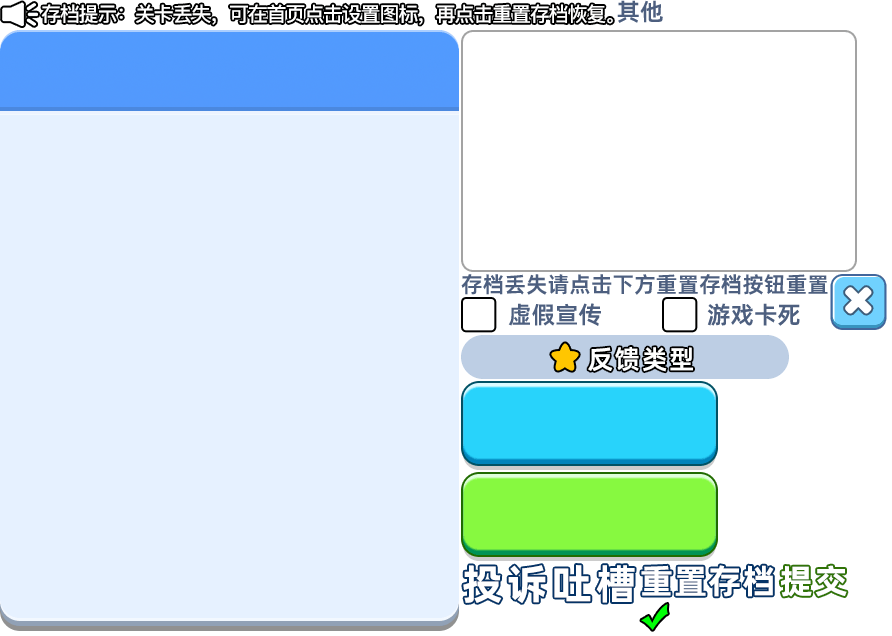 存档提示：关卡丢失，可在首页点击设置图标，再点击重置存档恢复。
其他
存档丢失请点击下方重置存档按钮重置
虚假宣传
游戏卡死
反馈类型
投诉吐槽
重置存档
提交